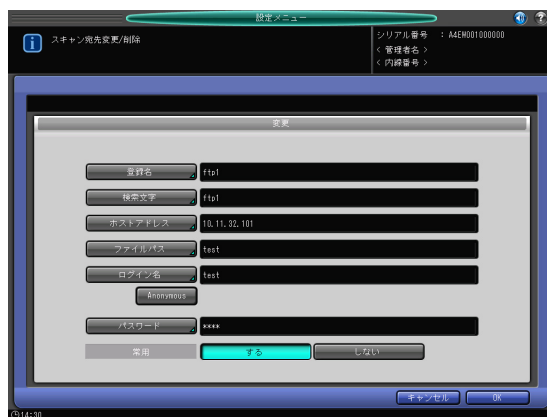 設定メニュー
スキャン宛先変更/削除
シリアル番号 : A4EW001000000
< 管理者名 >
< 内線番号 >
変更
登録名 ftp1
検索文字 ftp1
ホストアドレス 10.11.32.101
ファイルパス test
ログイン名 test
Anonymous
パスワード ****
常用 する しない
キャンセル OK
14:30